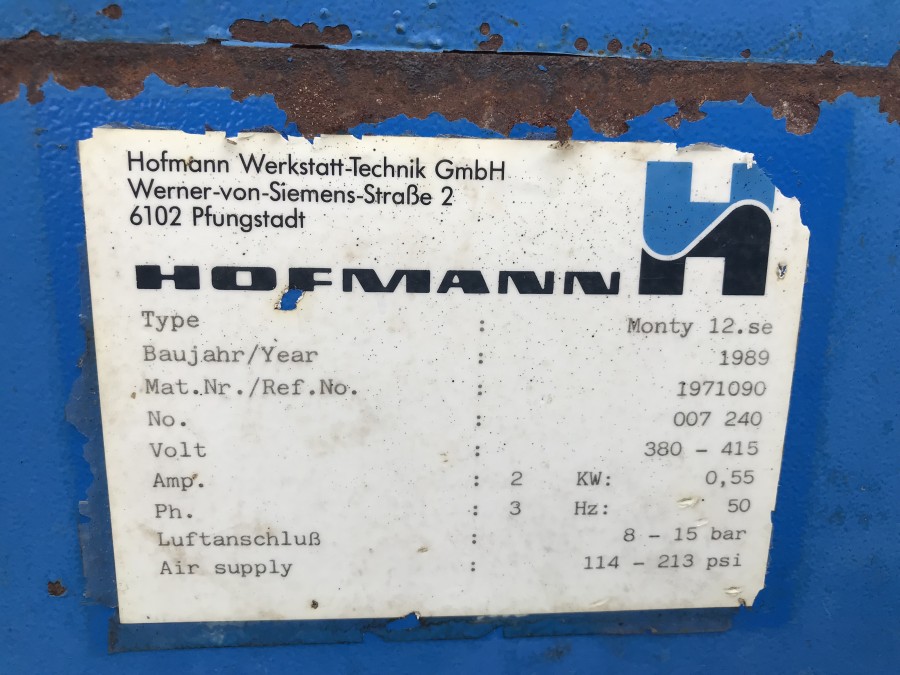 Hofmann Werkstatt-Technik GmbH
Werner-von-Siemens-Straße 2
6102 Pfungstadt
HOFMANN
Type : Monty 12.se
Baujahr/Year : 1989
Mat.Nr./Ref.No. : 1971090
No. : 007 240
Volt : 380 - 415
Amp. : 2 KW: 0,55
Ph. : 3 Hz: 50
Luftanschluß : 8 - 15 bar
Air supply : 114 - 213 psi